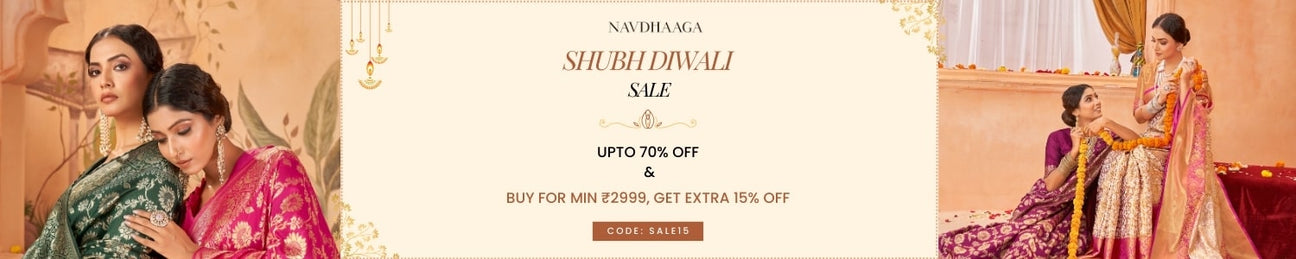 NAVDHAAGA
SHUBH DIWALI
SALE
UPTO 70% OFF
&
BUY FOR MIN ₹2999, GET EXTRA 15% OFF
CODE: SALE15